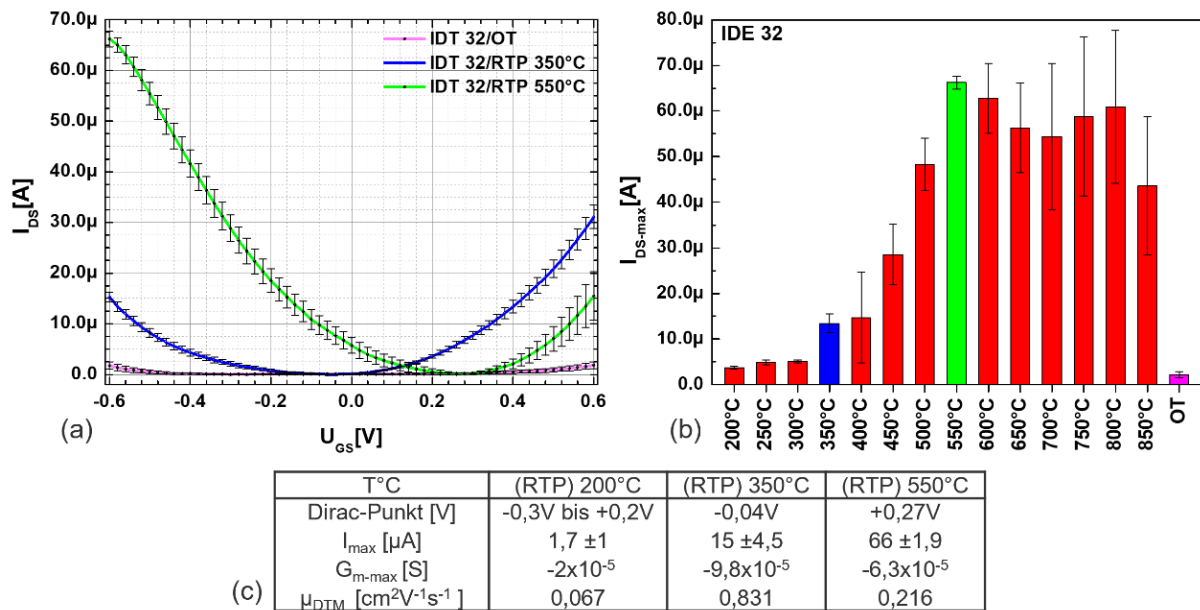 70.0µ
60.0µ
50.0µ
40.0µ
30.0µ
20.0µ
10.0µ
0.0
I_DS[A]
IDT 32/OT
IDT 32/RTP 350°C
IDT 32/RTP 550°C
-0.6 -0.4 -0.2 0.0 0.2 0.4 0.6
(a)
U_GS[V]
IDE 32
80.0µ
70.0µ
60.0µ
50.0µ
40.0µ
30.0µ
20.0µ
10.0µ
0.0
I_DS-max[A]
200°C
250°C
300°C
350°C
400°C
450°C
500°C
550°C
600°C
650°C
700°C
750°C
800°C
850°C
OT
(b)
T°C (RTP) 200°C (RTP) 350°C (RTP) 550°C
Dirac-Punkt [V] -0,3V bis +0,2V -0,04V +0,27V
I_max [µA] 1,7 ±1 15 ±4,5 66 ±1,9
G_m-max [S] -2x10⁻⁵ -9,8x10⁻⁵ -6,3x10⁻⁵
µ_DTM [cm²V⁻¹s⁻¹] 0,067 0,831 0,216
(c)